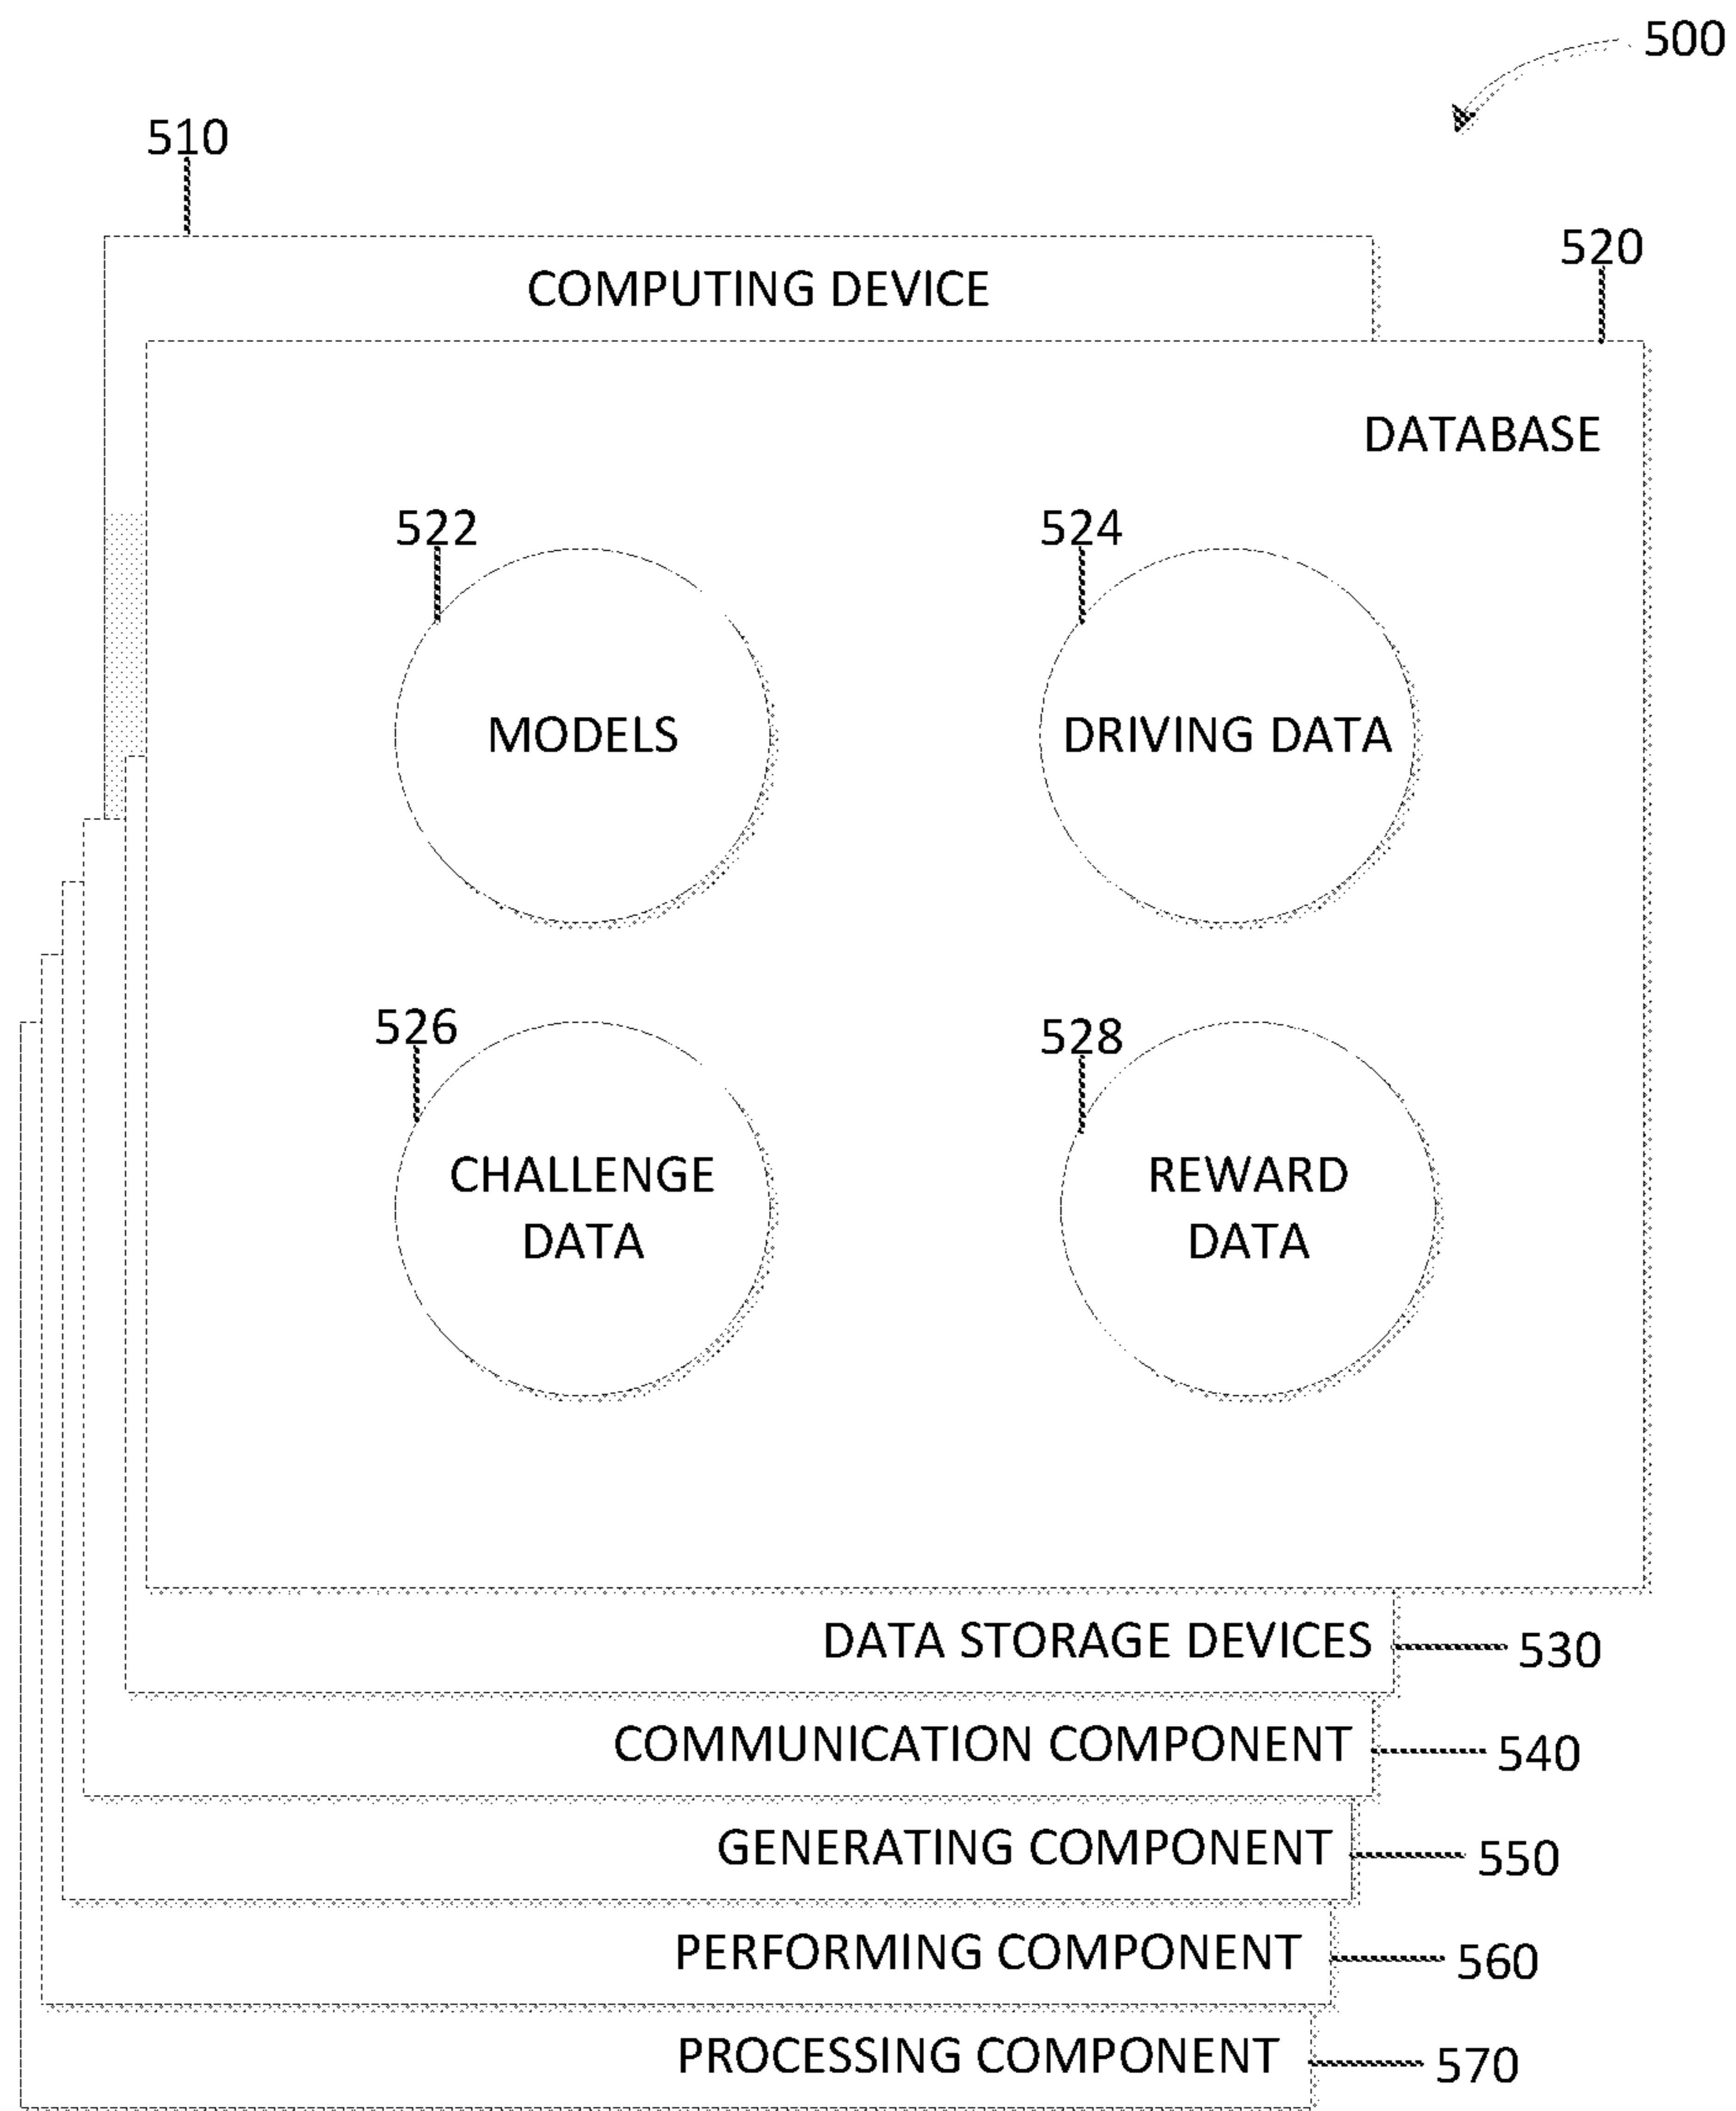 500
510
COMPUTING DEVICE
520
DATABASE
522
524
MODELS
DRIVING DATA
526
528
CHALLENGE
DATA
REWARD
DATA
DATA STORAGE DEVICES
530
COMMUNICATION COMPONENT
540
GENERATING COMPONENT
550
PERFORMING COMPONENT
560
PROCESSING COMPONENT
570